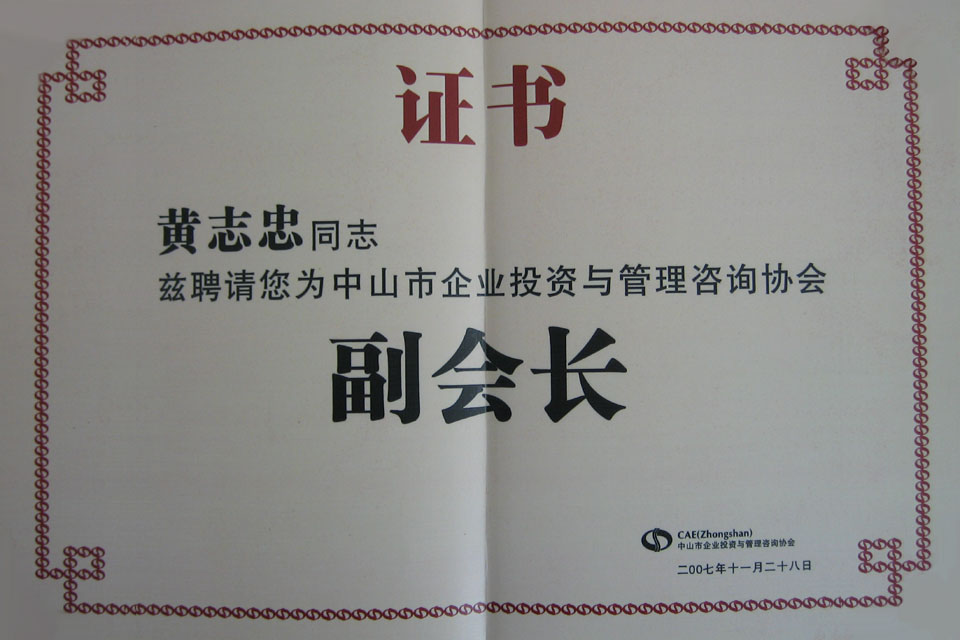 证书
黄志忠同志
兹聘请您为中山市企业投资与管理咨询协会
副会长
CAE(Zhongshan)
中山市企业投资与管理咨询协会
二00七年十一月二十八日